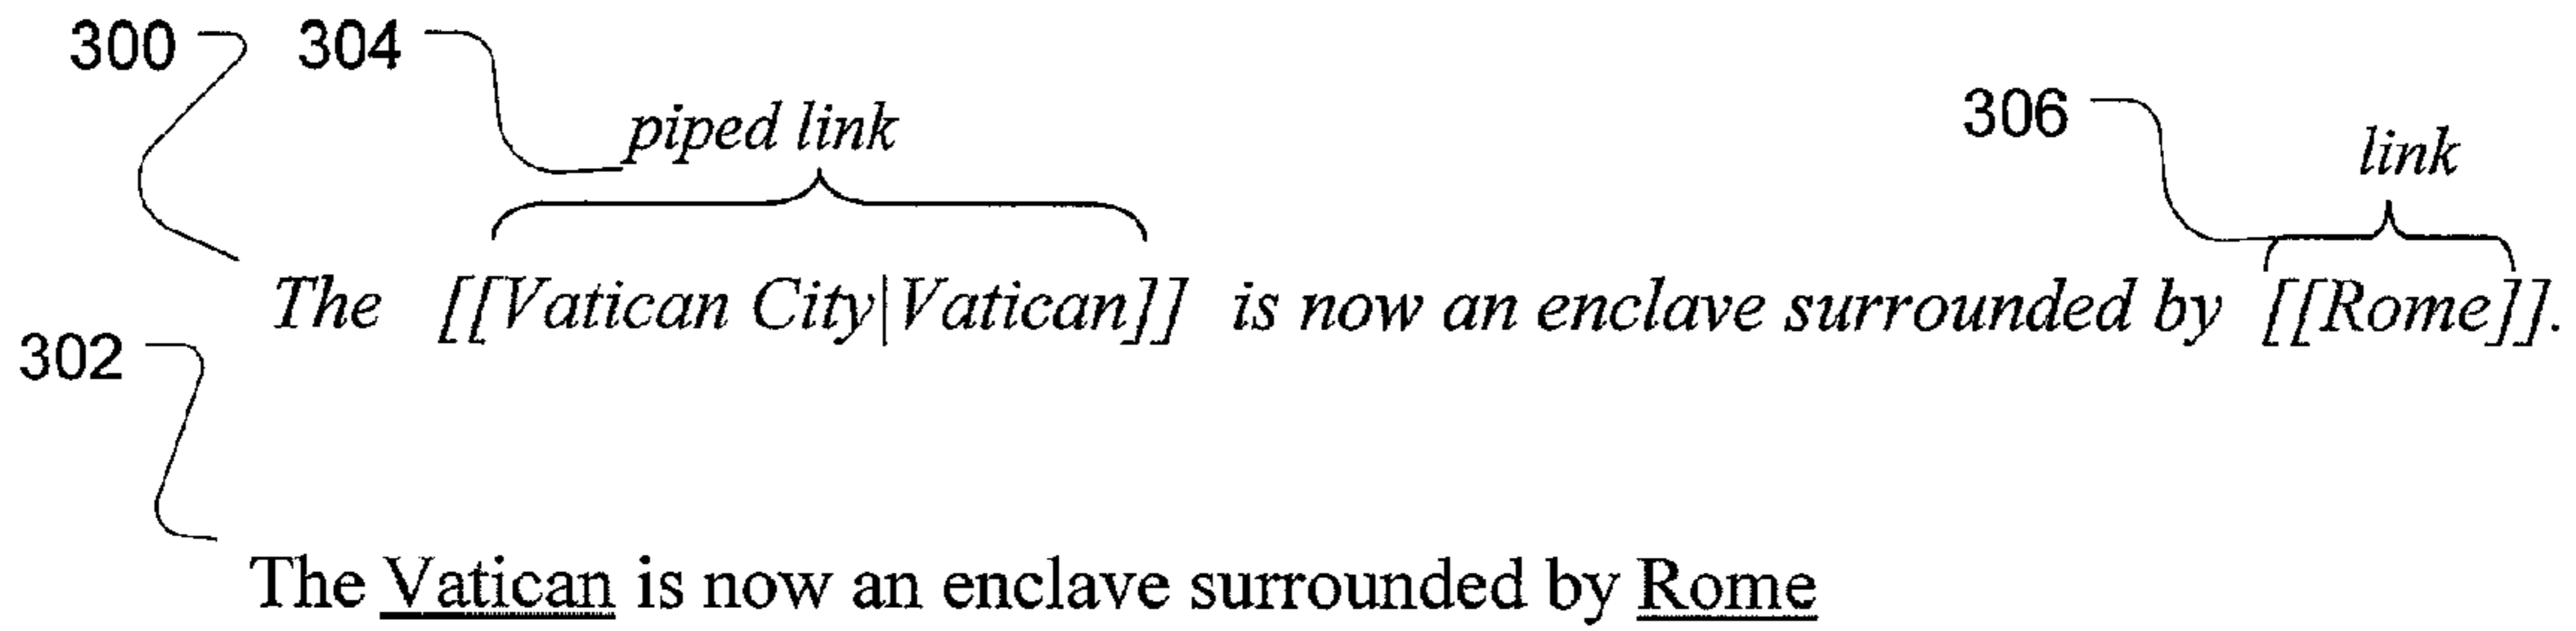 300 304
306
piped link
link
The [[Vatican City|Vatican]] is now an enclave surrounded by [[Rome]].
302
The Vatican is now an enclave surrounded by Rome